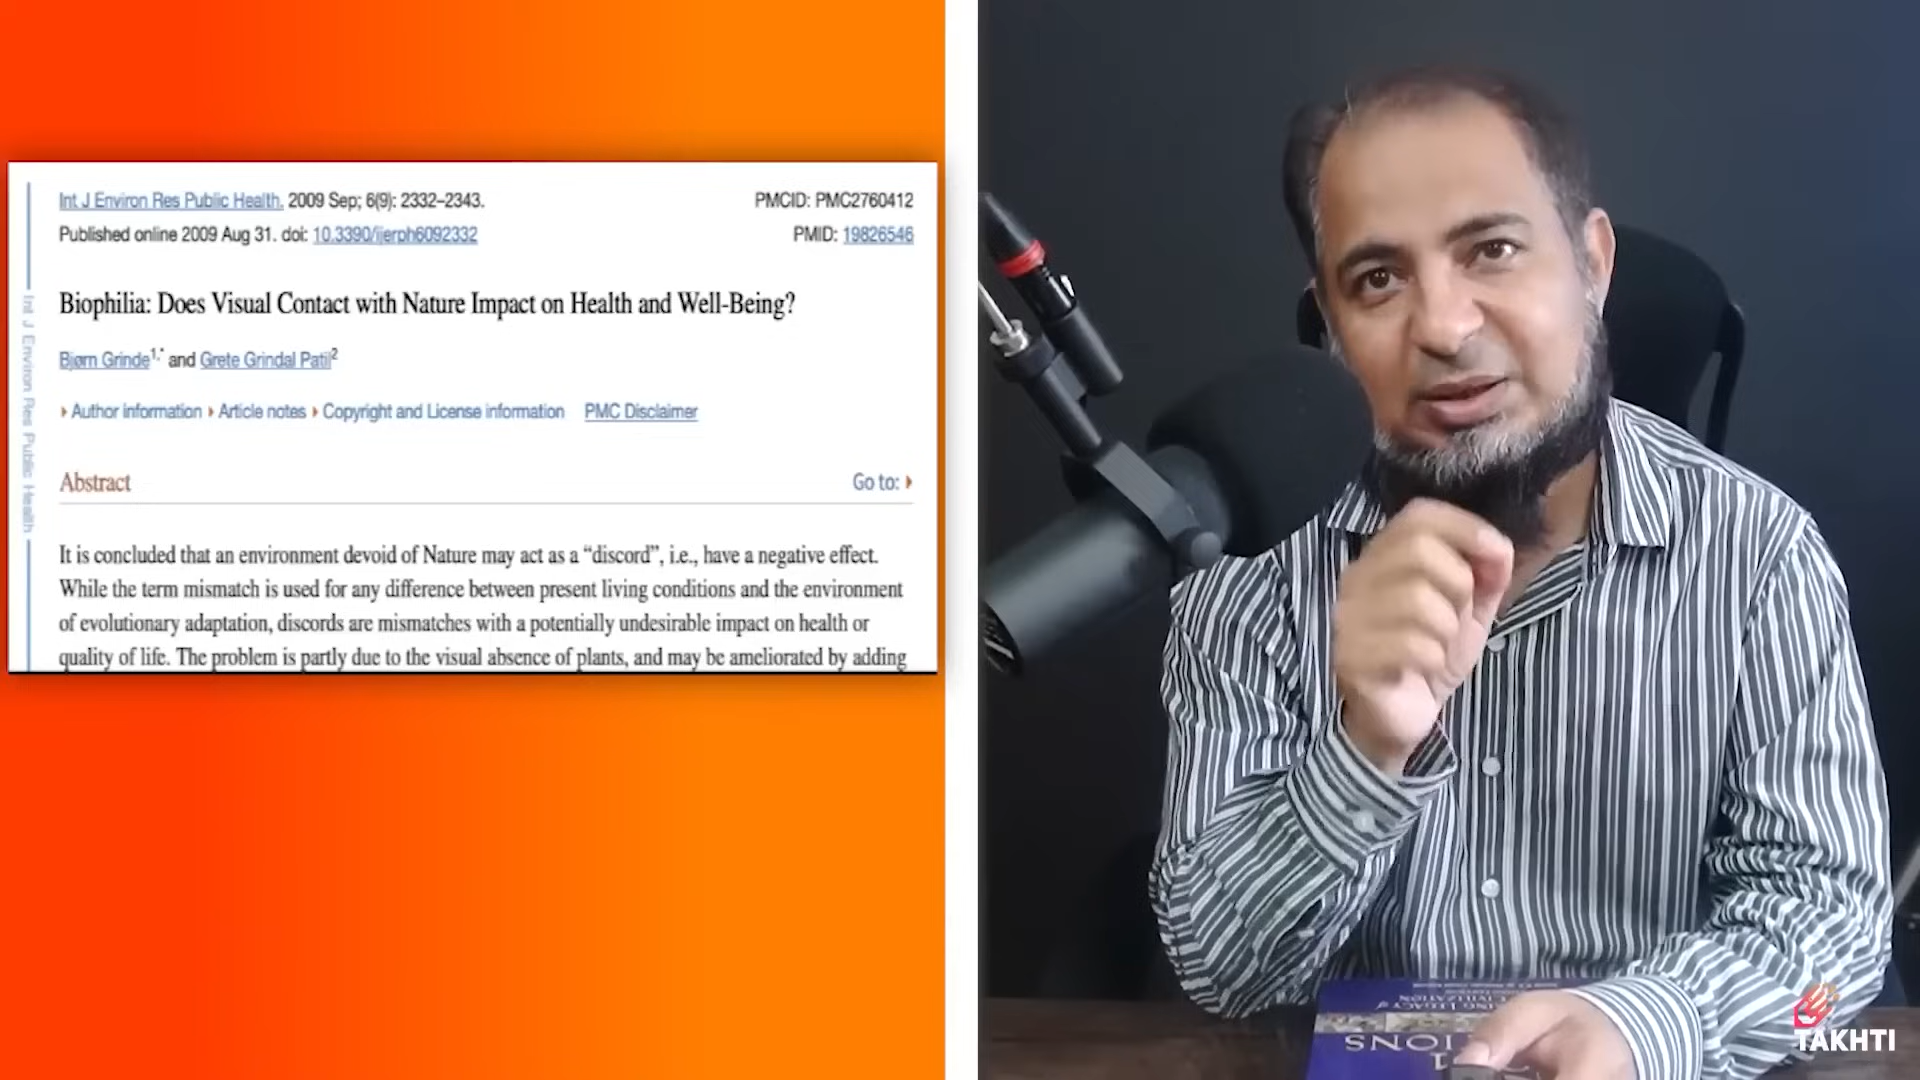 Int J Environ Res Public Health. 2009 Sep; 6(9): 2332–2343.
PMCID: PMC2760412
Published online 2009 Aug 31. doi: 10.3390/ijerph6092332
PMID: 19826546
Int J Environ Res Public Health
Biophilia: Does Visual Contact with Nature Impact on Health and Well-Being?
Bjørn Grinde1,* and Grete Grindal Patil2
Author information Article notes Copyright and License information PMC Disclaimer
Abstract
Go to:
It is concluded that an environment devoid of Nature may act as a “discord”, i.e., have a negative effect.
While the term mismatch is used for any difference between present living conditions and the environment
of evolutionary adaptation, discords are mismatches with a potentially undesirable impact on health or
quality of life. The problem is partly due to the visual absence of plants, and may be ameliorated by adding
LEGACY of
CIVILIZATION
TAKHTI